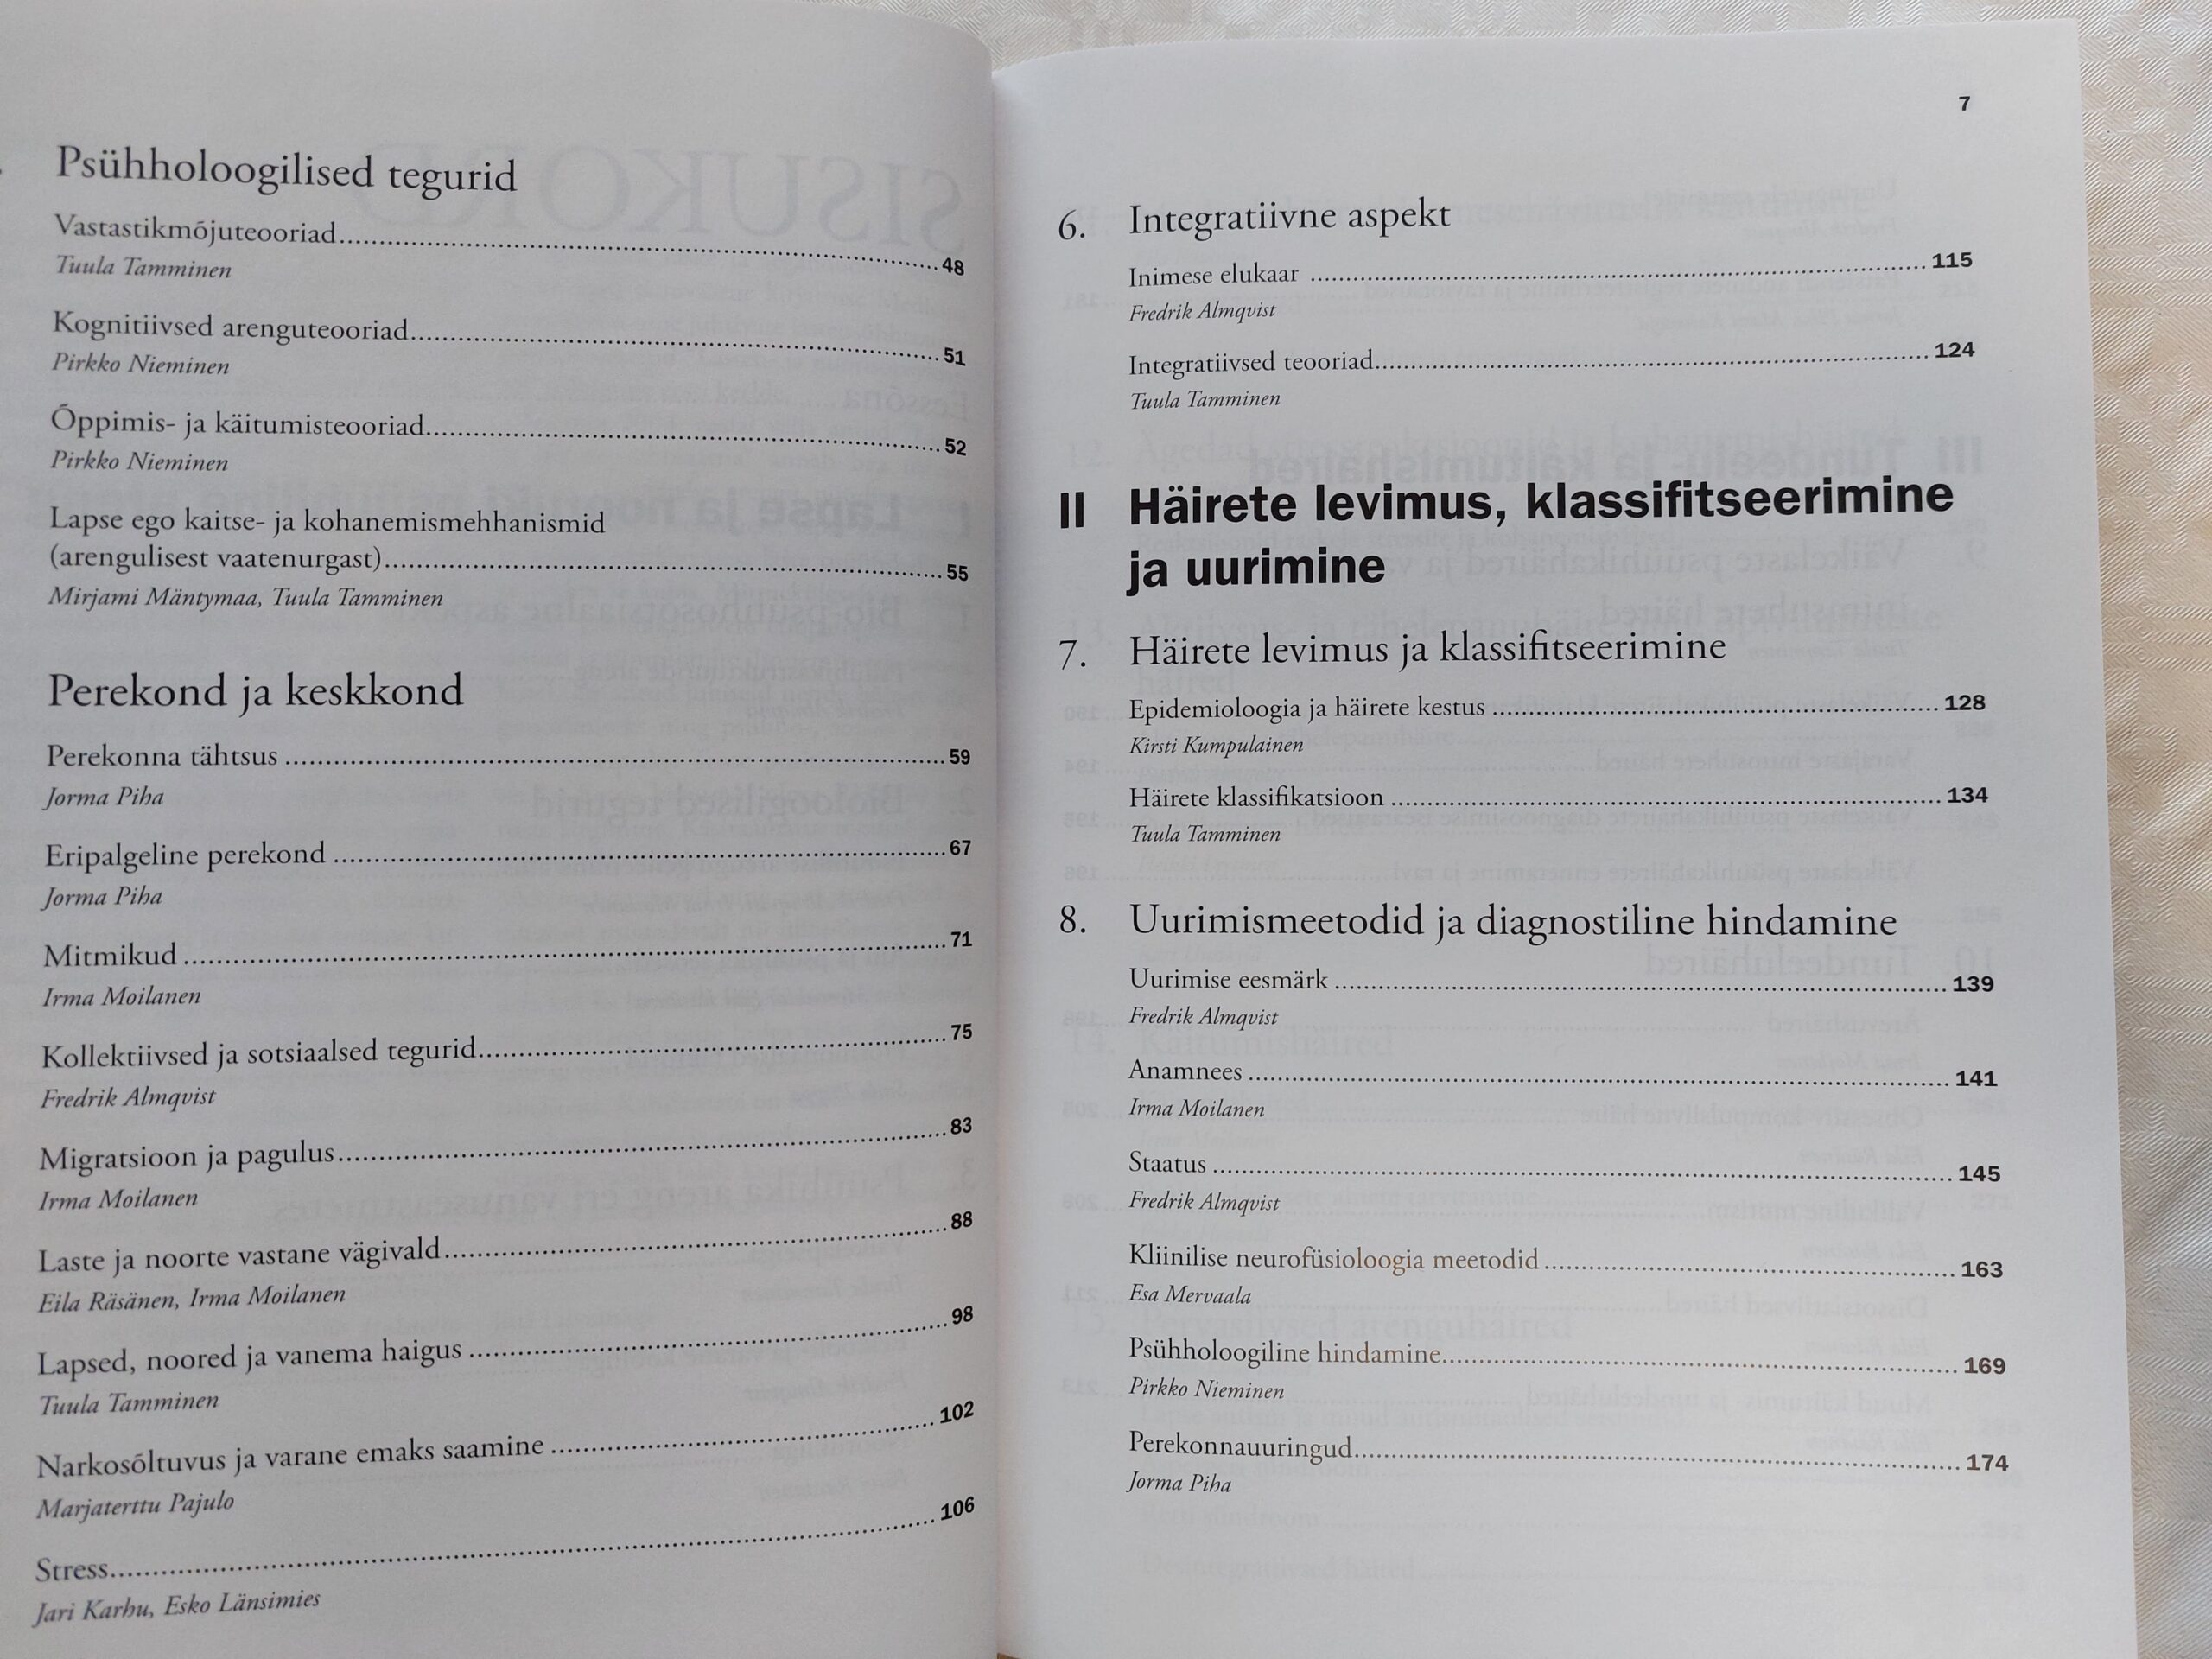 Psühholoogilised tegurid
Vastastikmõjuteooriad 48
Tuula Tamminen
Kognitiivsed arenguteooriad 51
Pirkko Nieminen
Õppimis- ja käitumisteooriad 52
Pirkko Nieminen
Lapse ego kaitse- ja kohanemismehhanismid
(arengulisest vaatenurgast) 55
Mirjami Mäntymaa, Tuula Tamminen
Perekond ja keskkond
Perekonna tähtsus 59
Jorma Piha
Eripalgeline perekond 67
Jorma Piha
Mitmikud 71
Irma Moilanen
Kollektiivsed ja sotsiaalsed tegurid 75
Fredrik Almqvist
Migratsioon ja pagulus 83
Irma Moilanen
Laste ja noorte vastane vägivald 88
Eila Räsänen, Irma Moilanen
Lapsed, noored ja vanema haigus 98
Tuula Tamminen
Narkosõltuvus ja varane emaks saamine 102
Marjaterttu Pajulo
Stress 106
Jari Karhu, Esko Länsimies
7
6. Integratiivne aspekt
Inimese elukaar 115
Fredrik Almqvist
Integratiivsed teooriad 124
Tuula Tamminen
II Häirete levimus, klassifitseerimine
ja uurimine
7. Häirete levimus ja klassifitseerimine
Epidemioloogia ja häirete kestus 128
Kirsti Kumpulainen
Häirete klassifikatsioon 134
Tuula Tamminen
8. Uurimismeetodid ja diagnostiline hindamine
Uurimise eesmärk 139
Fredrik Almqvist
Anamnees 141
Irma Moilanen
Staatus 145
Fredrik Almqvist
Kliinilise neurofüsioloogia meetodid 163
Esa Mervaala
Psühholoogiline hindamine 169
Pirkko Nieminen
Perekonnauuringud 174
Jorma Piha